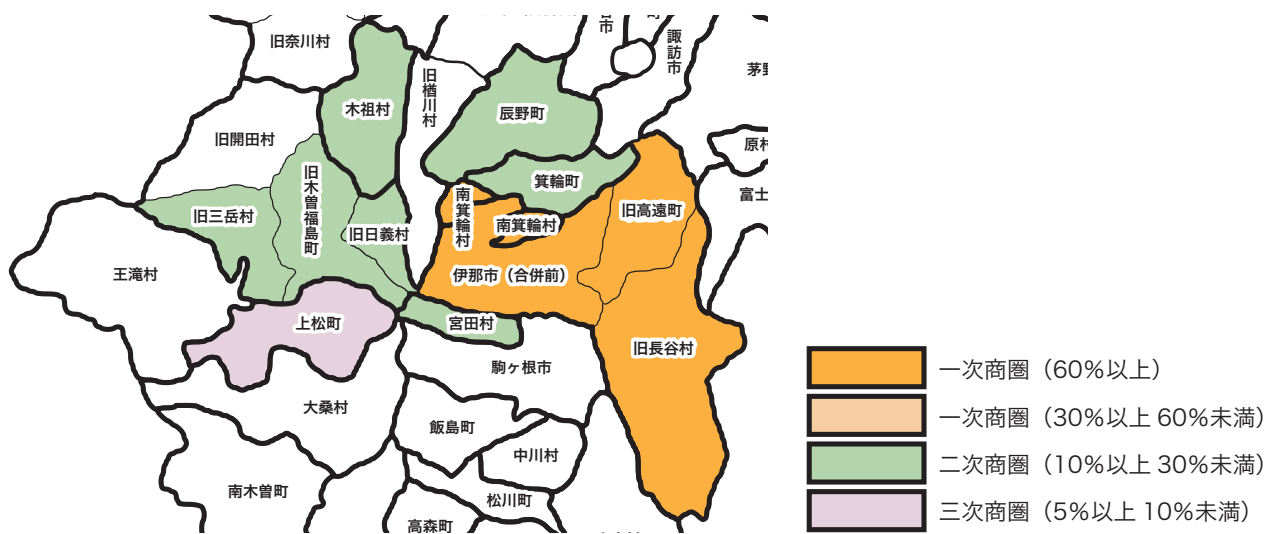 市
町
諏訪市
旧奈川村
茅野
旧楢川村
木祖村
辰野町
旧開田村
原村
箕輪町
旧木曽福島町
富士
南箕輪村
旧高遠町
旧三岳村
南箕輪村
旧日義村
王滝村
伊那市（合併前）
上松町
宮田村
旧長谷村
駒ヶ根市
大桑村
飯島町
中川村
南木曽町
松川町
高森町
一次商圏（60%以上）
一次商圏（30%以上 60%未満）
二次商圏（10%以上 30%未満）
三次商圏（5%以上 10%未満）